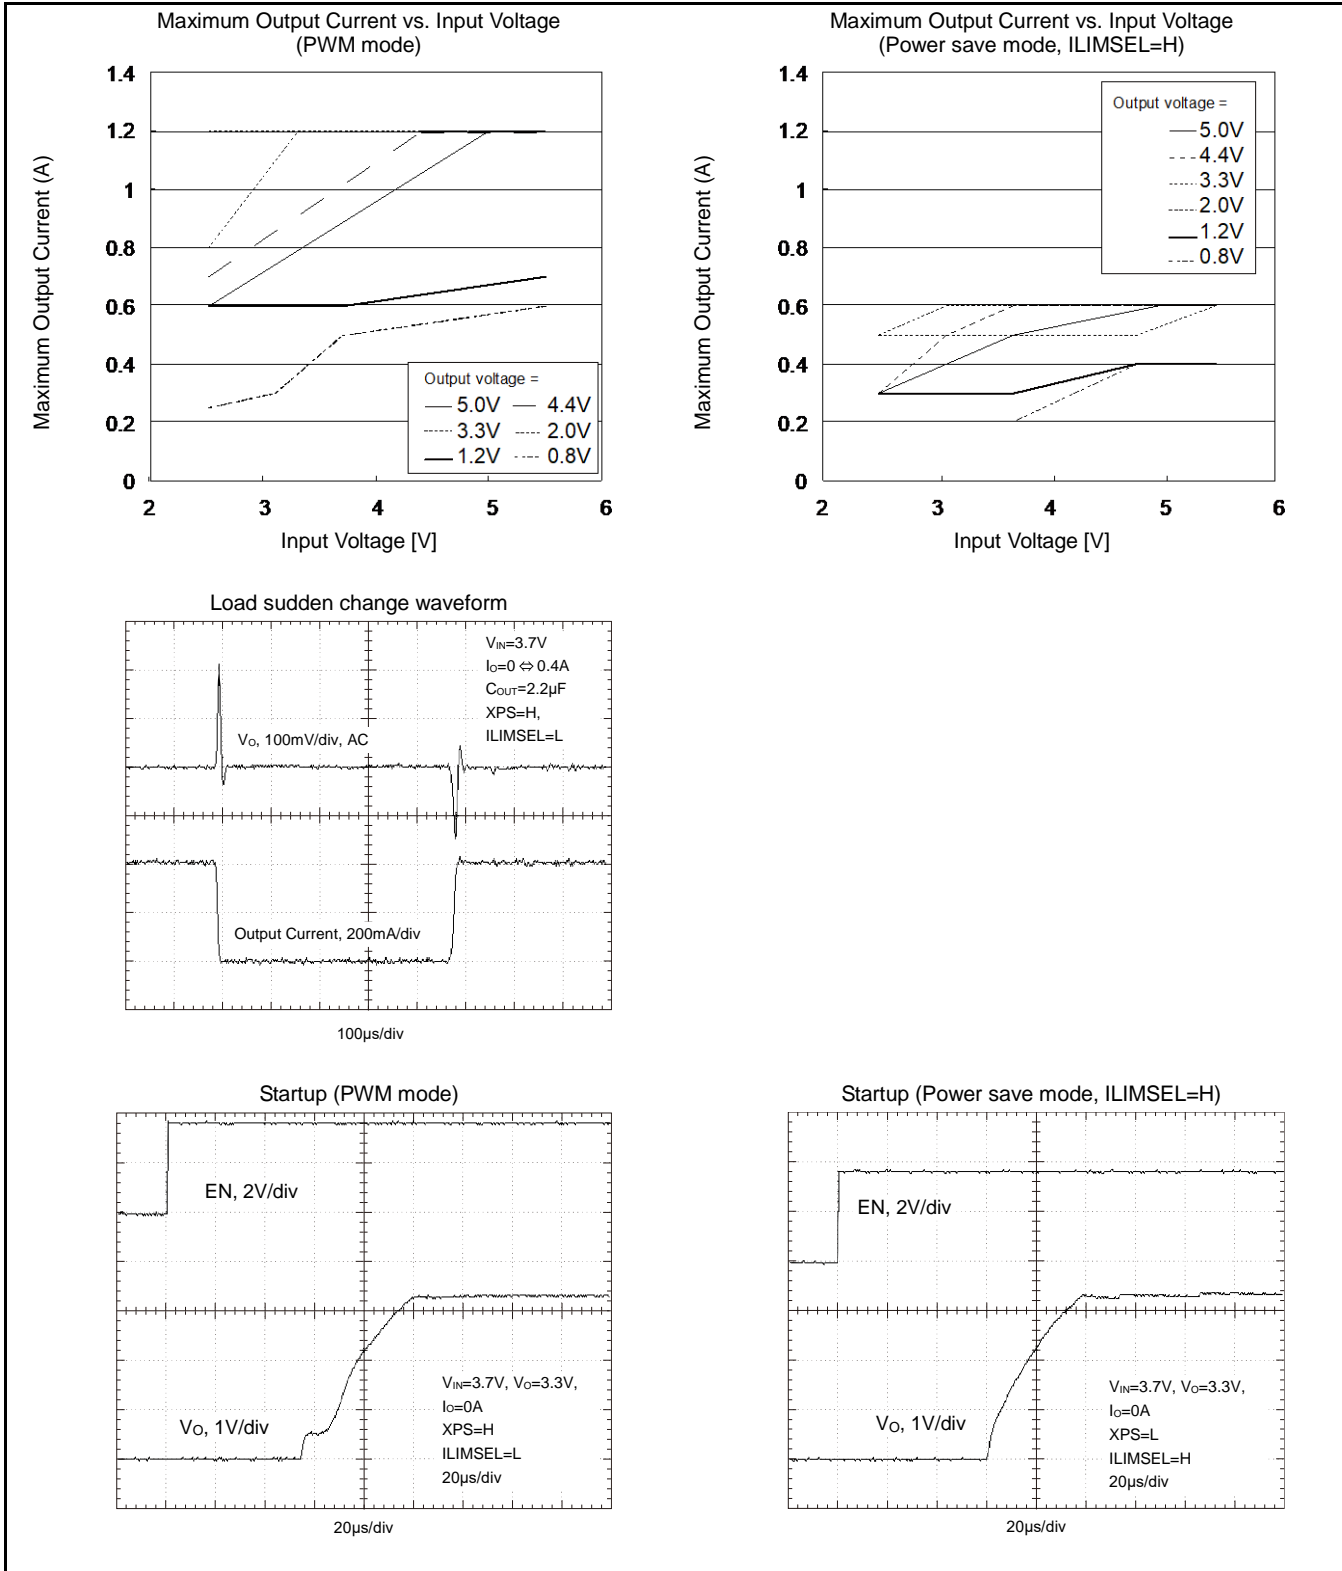 Maximum Output Current vs. Input Voltage
(PWM mode)
1.4
1.2
1
0.8
0.6
0.4
0.2
0
2 3 4 5 6
Maximum Output Current (A)
Input Voltage [V]
Output voltage =
5.0V 4.4V
3.3V 2.0V
1.2V 0.8V
Maximum Output Current vs. Input Voltage
(Power save mode, ILIMSEL=H)
1.4
1.2
1
0.8
0.6
0.4
0.2
0
2 3 4 5 6
Maximum Output Current (A)
Input Voltage [V]
Output voltage =
5.0V
4.4V
3.3V
2.0V
1.2V
0.8V
Load sudden change waveform
VIN=3.7V
IO=0 ⇔ 0.4A
COUT=2.2µF
XPS=H,
ILIMSEL=L
VO, 100mV/div, AC
Output Current, 200mA/div
100µs/div
Startup (PWM mode)
EN, 2V/div
VO, 1V/div
VIN=3.7V, VO=3.3V,
IO=0A
XPS=H
ILIMSEL=L
20µs/div
20µs/div
Startup (Power save mode, ILIMSEL=H)
EN, 2V/div
VO, 1V/div
VIN=3.7V, VO=3.3V,
IO=0A
XPS=L
ILIMSEL=H
20µs/div
20µs/div